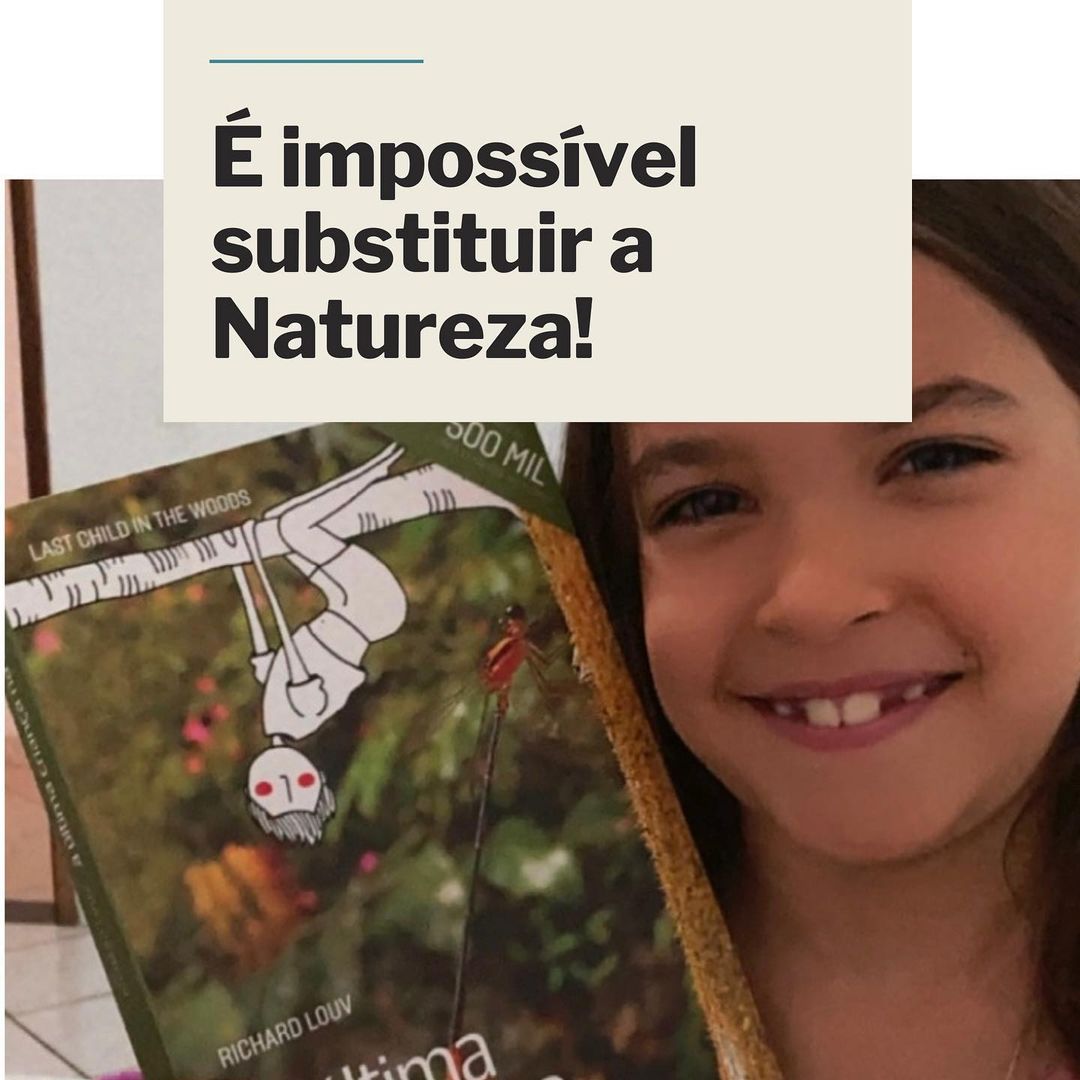 É impossível
substituir a
Natureza!
500 MIL
LAST CHILD IN THE WOODS
A última criança na
RICHARD LOUV
última